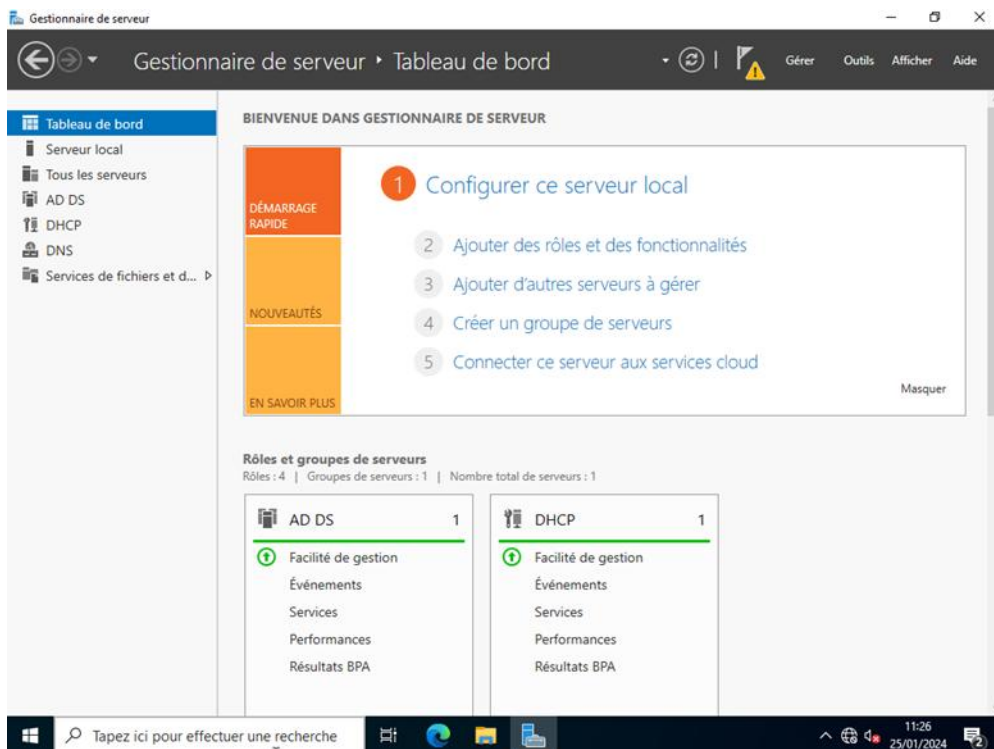 Gestionnaire de serveur
Gestionnaire de serveur • Tableau de bord
Gérer Outils Afficher Aide
Tableau de bord
Serveur local
Tous les serveurs
AD DS
DHCP
DNS
Services de fichiers et d...
BIENVENUE DANS GESTIONNAIRE DE SERVEUR
DÉMARRAGE
RAPIDE
NOUVEAUTÉS
EN SAVOIR PLUS
1 Configurer ce serveur local
2 Ajouter des rôles et des fonctionnalités
3 Ajouter d’autres serveurs à gérer
4 Créer un groupe de serveurs
5 Connecter ce serveur aux services cloud
Masquer
Rôles et groupes de serveurs
Rôles : 4 | Groupes de serveurs : 1 | Nombre total de serveurs : 1
AD DS 1
Facilité de gestion
Événements
Services
Performances
Résultats BPA
DHCP 1
Facilité de gestion
Événements
Services
Performances
Résultats BPA
Tapez ici pour effectuer une recherche
11:26
25/01/2024
2